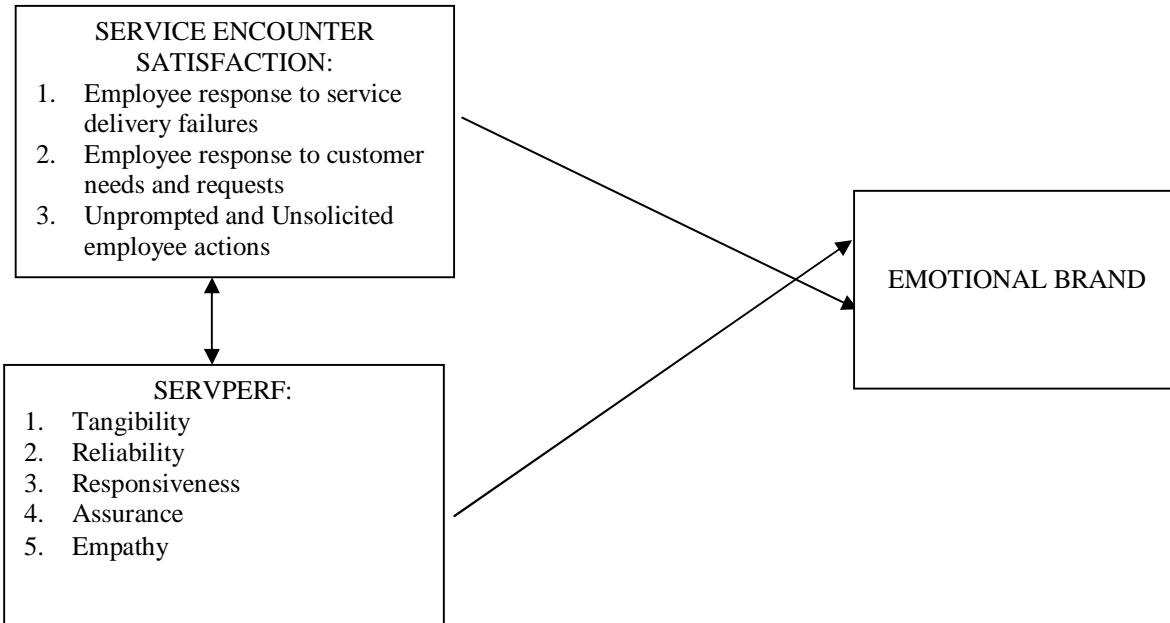 SERVICE ENCOUNTER
SATISFACTION:
1. Employee response to service
delivery failures
2. Employee response to customer
needs and requests
3. Unprompted and Unsolicited
employee actions
EMOTIONAL BRAND
SERVPERF:
1. Tangibility
2. Reliability
3. Responsiveness
4. Assurance
5. Empathy